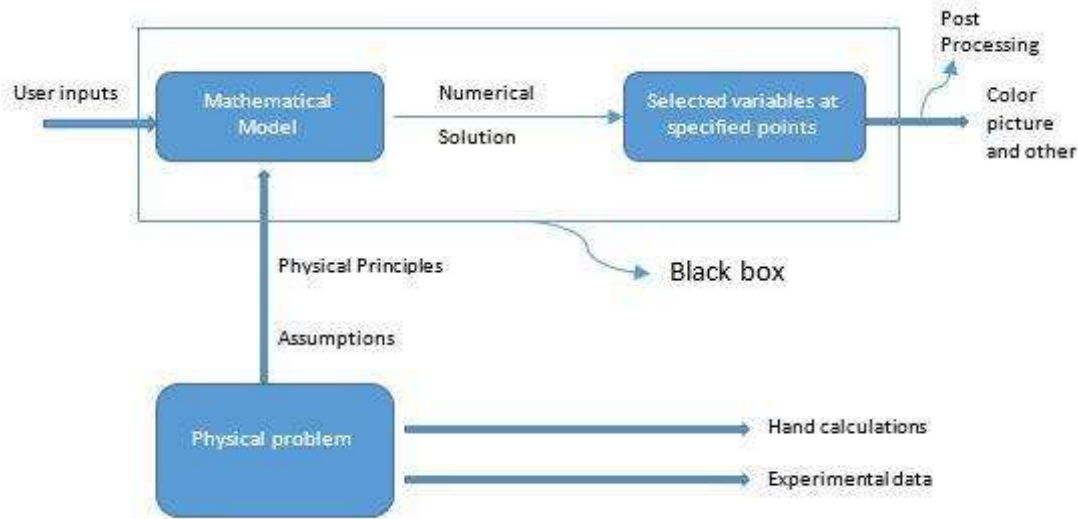 Post
Processing
User inputs
Mathematical
Model
Numerical
Solution
Selected variables at
specified points
Color
picture
and other
Physical Principles
Black box
Assumptions
Physical problem
Hand calculations
Experimental data